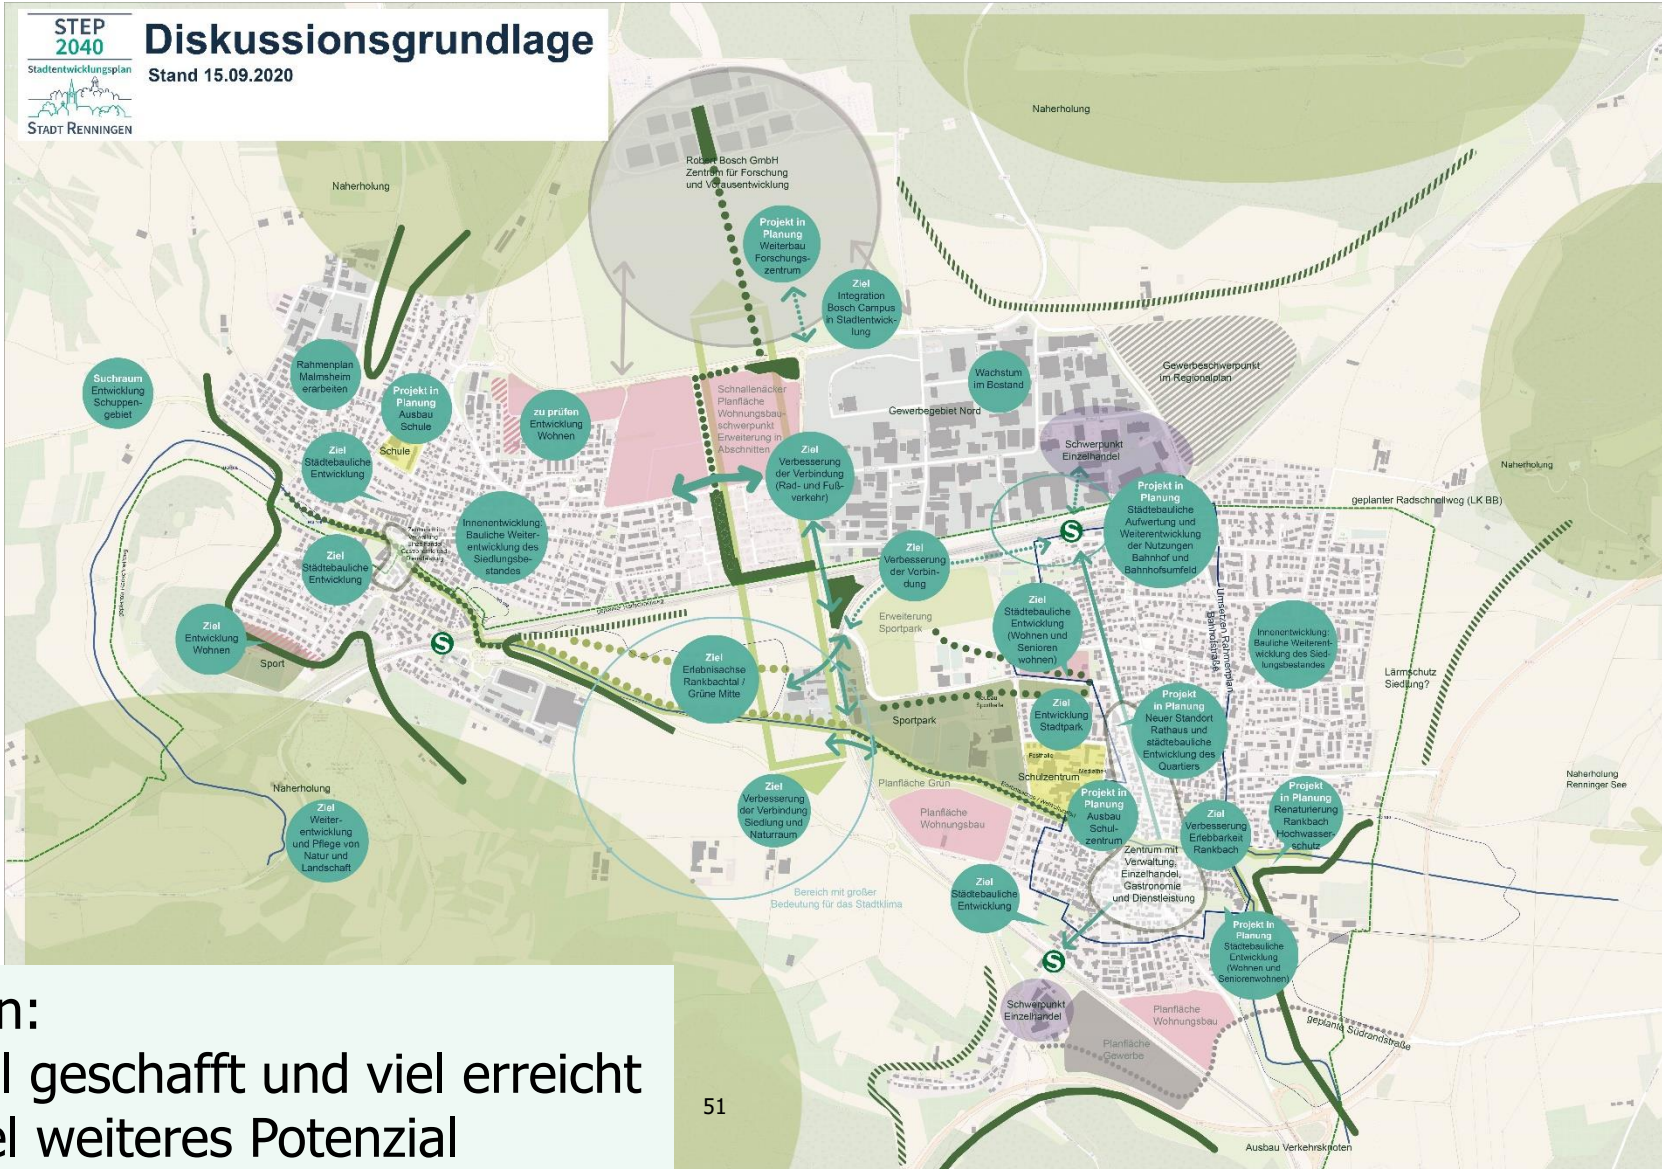 STEP
2040
Stadtentwicklungsplan
STADT RENNINGEN
Diskussionsgrundlage
Stand 15.09.2020
Naherholung
Naherholung
Robert Bosch GmbH
Zentrum für Forschung
und Vorausentwicklung
Projekt in
Planung
Weiterbau
Forschungs-
zentrum
Ziel
Integration
Bosch Campus
in Stadtentwick-
lung
Suchraum
Entwicklung
Schuppen-
gebiet
Rahmenplan
Malmsheim
erarbeiten
Projekt in
Planung
Ausbau
Schule
Schule
zu prüfen
Entwicklung
Wohnen
Schnallenäcker
Planfläche
Wohnungsbau-
schwerpunkt
Erweiterung in
Abschnitten
Gewerbegebiet Nord
Wachstum
im Bestand
Gewerbeschwerpunkt
im Regionalplan
Schwerpunkt
Einzelhandel
Naherholung
Ziel
Städtebauliche
Entwicklung
Ziel
Verbesserung
der Verbindung
(Rad- und Fuß-
verkehr)
Projekt in
Planung
Städtebauliche
Aufwertung und
Weiterentwicklung
der Nutzungen
Bahnhof und
Bahnhofsumfeld
geplanter Radschnellweg (LK BB)
Innenentwicklung:
Bauliche Weiter-
entwicklung des
Siedlungsbe-
standes
S
Ziel
Städtebauliche
Entwicklung
Ziel
Verbesserung
der Verbin-
dung
geplanter Radschnellweg
Ziel
Entwicklung
Wohnen
Sport
S
Erweiterung
Sportpark
Ziel
Städtebauliche
Entwicklung
(Wohnen und
Senioren
wohnen)
Umsetzen Rahmenplan
Bahnhofstraße
Innenentwicklung:
Bauliche Weiterent-
wicklung des Sied-
lungsbestandes
Ziel
Erlebnisachse
Rankbachtal /
Grüne Mitte
Lärmschutz
Siedlung?
Sportpark
Ziel
Entwicklung
Stadtpark
Projekt
in Planung
Neuer Standort
Rathaus und
städtebauliche
Entwicklung des
Quartiers
Festhalle
Mediathek
Schulzentrum
Planfläche Grün
Naherholung
Renninger See
Naherholung
Ziel
Weiter-
entwicklung
und Pflege von
Natur und
Landschaft
Ziel
Verbesserung
der Verbindung
Siedlung und
Naturraum
Planfläche
Wohnungsbau
Projekt in
Planung
Ausbau
Schul-
zentrum
Ziel
Verbesserung
Erlebbarkeit
Rankbach
Projekt
in Planung
Renaturierung
Rankbach
Hochwasser-
schutz
Zentrum mit
Verwaltung,
Einzelhandel,
Gastronomie
und Dienstleistung
Bereich mit großer
Bedeutung für das Stadtklima
Ziel
Städtebauliche
Entwicklung
Projekt in
Planung
Städtebauliche
Entwicklung
(Wohnen und
Seniorenwohnen)
S
Schwerpunkt
Einzelhandel
Planfläche
Wohnungsbau
geplante Südrandstraße
Planfläche
Gewerbe
Ausbau Verkehrsknoten
n:
l geschafft und viel erreicht
el weiteres Potenzial
51